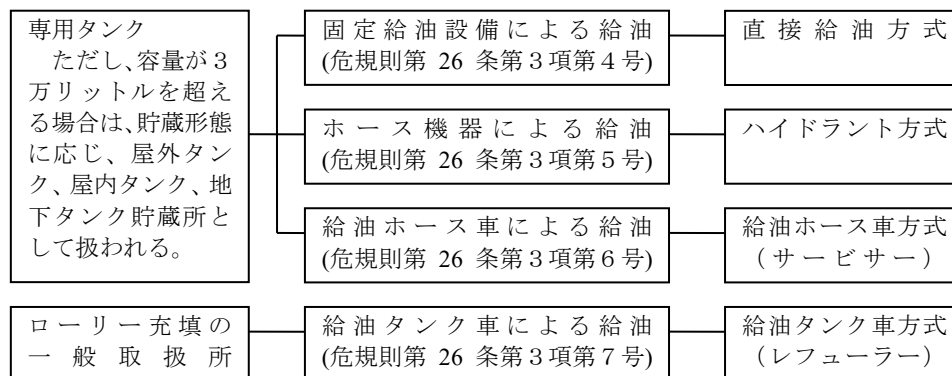 専用タンク
ただし、容量が３
万リットルを超え
る場合は、貯蔵形態
に応じ、屋外タン
ク、屋内タンク、地
下タンク貯蔵所と
して扱われる。
固定給油設備による給油
(危規則第 26 条第３項第４号)
直接給油方式
ホース機器による給油
(危規則第 26 条第３項第５号)
ハイドラント方式
給油ホース車による給油
(危規則第 26 条第３項第６号)
給油ホース車方式
（サービサー）
ローリー充填の
一般取扱所
給油タンク車による給油
(危規則第 26 条第３項第７号)
給油タンク車方式
（レフューラー）